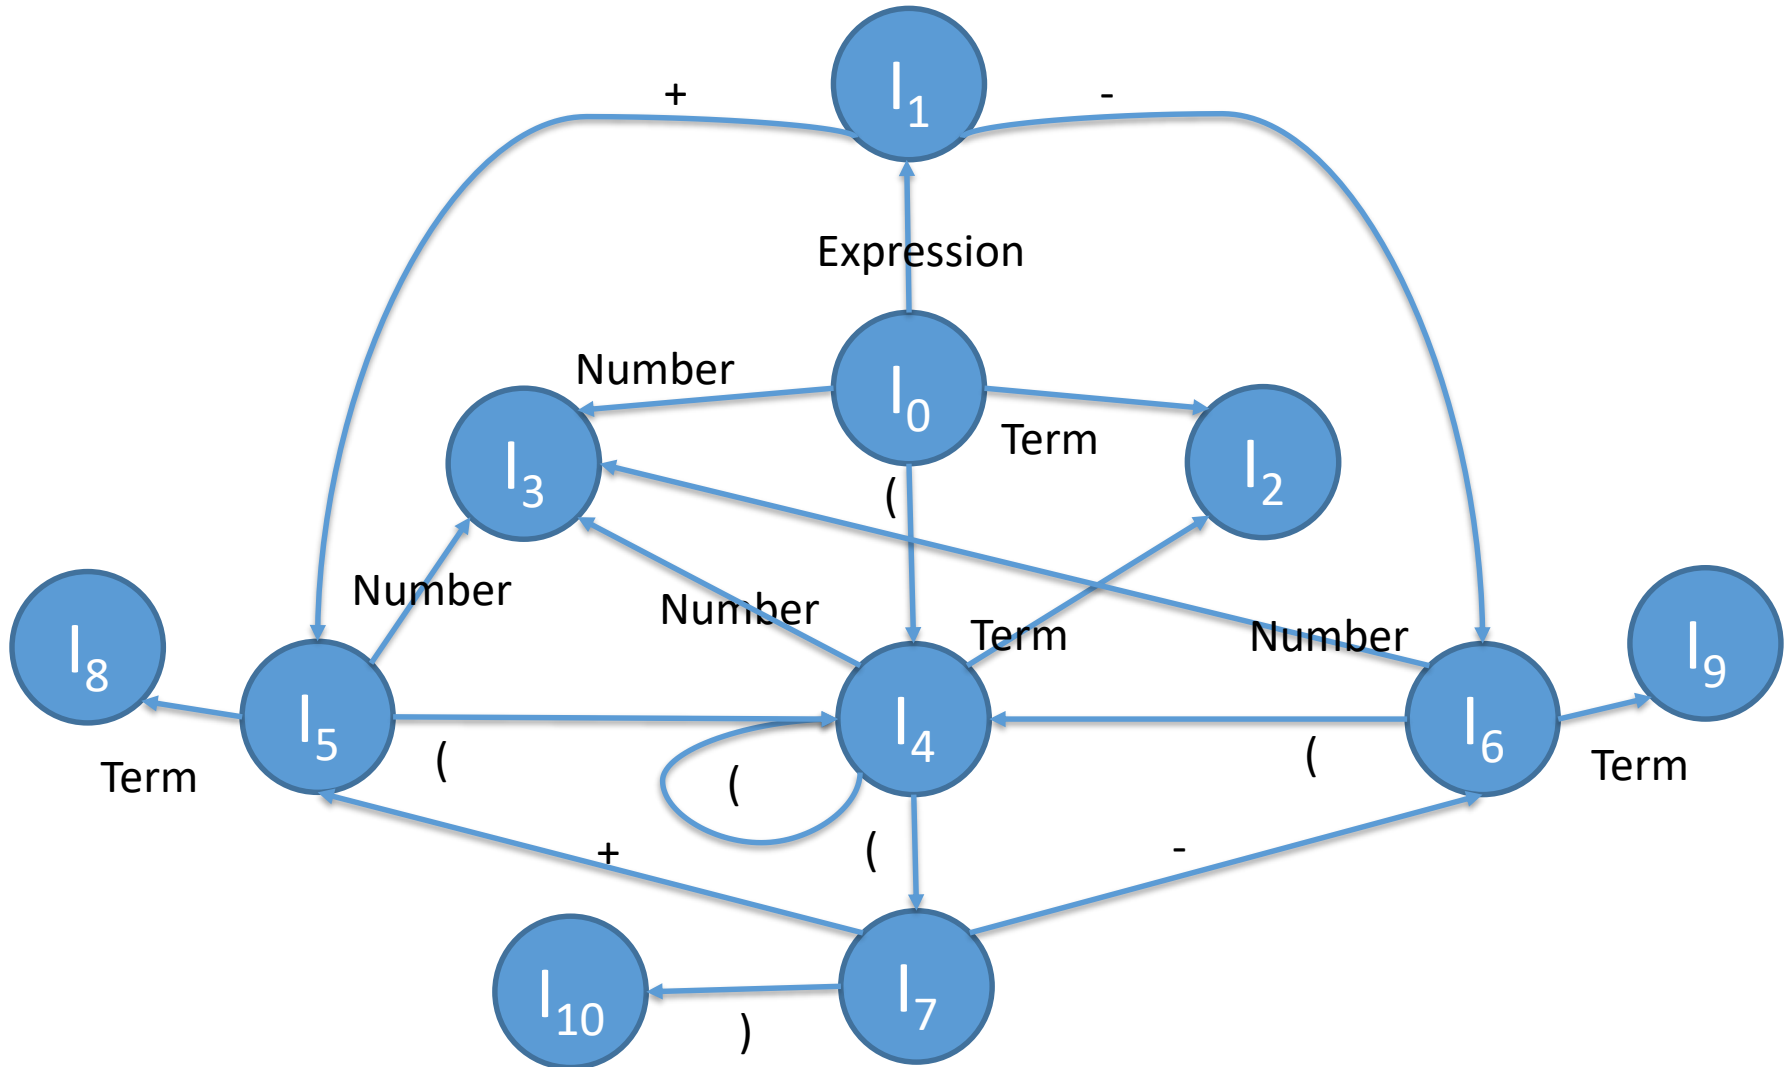 I1
+
-
Expression
Number
I0
Term
I3
I2
(
Number
Number
Term
Number
I8
I9
I5
I4
I6
Term
(
(
(
Term
+
(
-
I10
I7
)